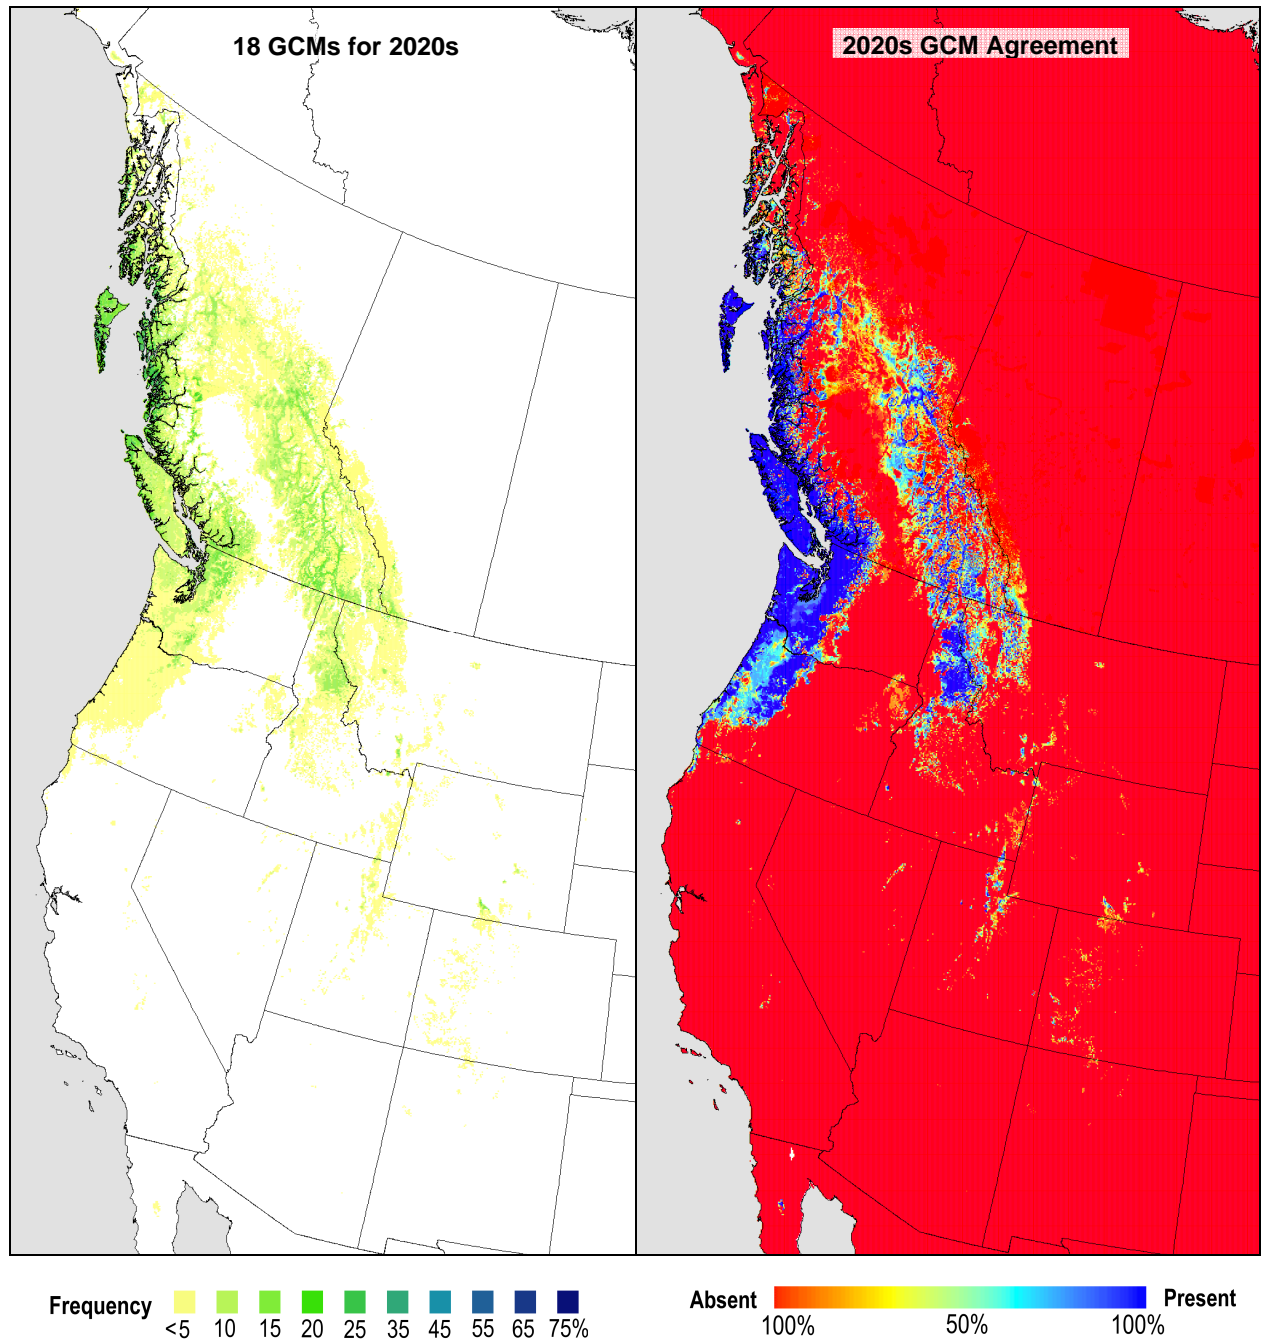 18 GCMs for 2020s
2020s GCM Agreement
Frequency
<5 10 15 20 25 35 45 55 65 75%
Absent Present
100% 50% 100%